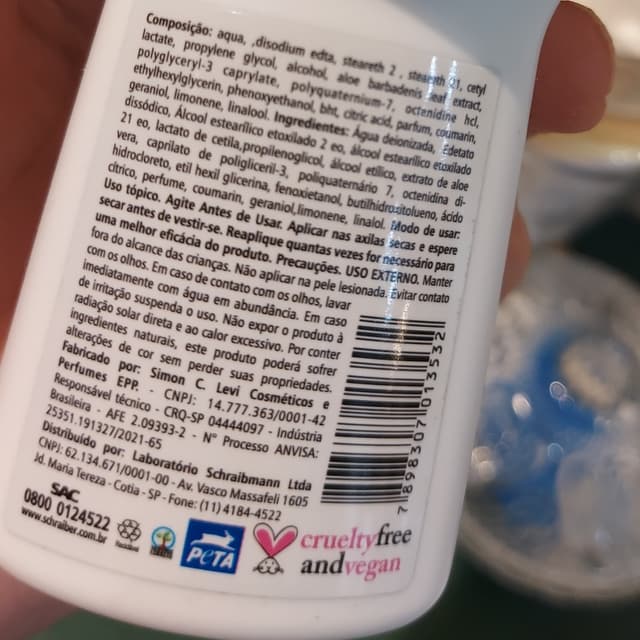 Composição: aqua, ,disodium edta, steareth 2 , steareth 21, cetyl
lactate, propylene glycol, alcohol, aloe barbadensis leaf extract,
polyglyceryl-3 caprylate, polyquaternium-7, octenidine hcl,
ethylhexylglycerin, phenoxyethanol, bht, citric acid, parfum, coumarin,
geraniol, limonene, linalool. Ingredientes: Água deionizada, Edetato
dissódico, Álcool estearílico etoxilado 2 eo, álcool estearílico etoxilado
21 eo, lactato de cetila,propilenoglicol, álcool etílico, extrato de aloe
vera, caprilato de poligliceril-3, poliquaternário 7, octenidina di-
hidrocloreto, etil hexil glicerina, fenoxietanol, butilhidroxitolueno, ácido
cítrico, perfume, coumarin, geraniol,limonene, linalol. Modo de usar:
Uso tópico. Agite Antes de Usar. Aplicar nas axilas secas e espere
secar antes de vestir-se. Reaplique quantas vezes for necessário para
uma melhor eficácia do produto. Precauções. USO EXTERNO. Manter
fora do alcance das crianças. Não aplicar na pele lesionada. Evitar contato
com os olhos. Em caso de contato com os olhos, lavar
imediatamente com água em abundância. Em caso
de irritação suspenda o uso. Não expor o produto à
radiação solar direta e ao calor excessivo. Por conter
ingredientes naturais, este produto poderá sofrer
alterações de cor sem perder suas propriedades.
Fabricado por: Simon C. Levi Cosméticos e
Perfumes EPP. - CNPJ: 14.777.363/0001-42
Responsável técnico - CRQ-SP 04444097 - Indústria
Brasileira - AFE 2.09393-2 - N° Processo ANVISA:
25351.191327/2021-65
Distribuído por: Laboratório Schraibmann Ltda
CNPJ: 62.134.671/0001-00 - Av. Vasco Massafeli 1605
Jd. Maria Tereza - Cotia - SP - Fone: (11) 4184-4522
7 898307 013532
SAC
0800 0124522
www.schraiber.com.br
PeTA
crueltyfree
andvegan